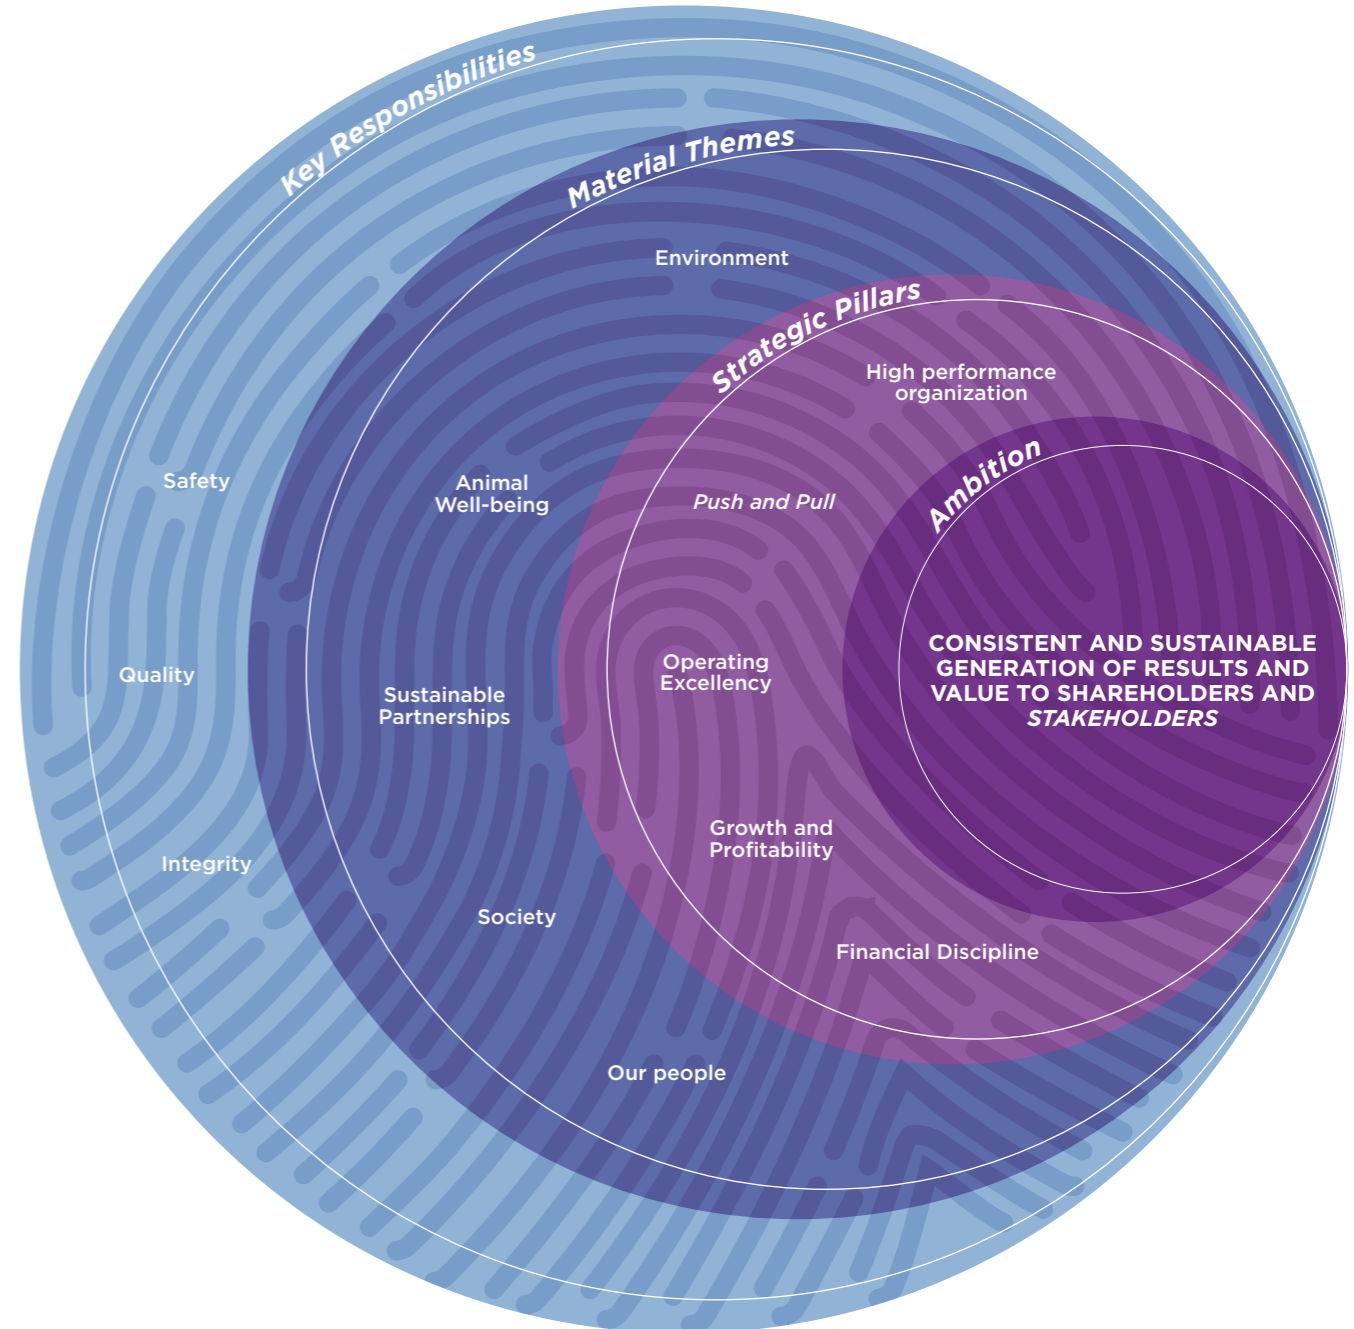 Key Responsibilities
Safety
Quality
Integrity
Material Themes
Environment
Animal
Well-being
Sustainable
Partnerships
Society
Our people
Strategic Pillars
High performance
organization
Push and Pull
Operating
Excellency
Growth and
Profitability
Financial Discipline
Ambition
CONSISTENT AND SUSTAINABLE
GENERATION OF RESULTS AND
VALUE TO SHAREHOLDERS AND
STAKEHOLDERS